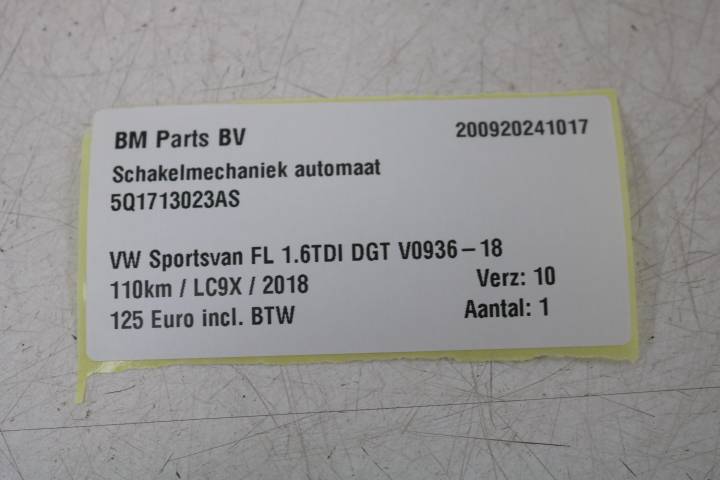 BM Parts BV 200920241017
Schakelmechaniek automaat
5Q1713023AS
VW Sportsvan FL 1.6TDI DGT V0936-18
110km / LC9X / 2018 Verz: 10
125 Euro incl. BTW Aantal: 1